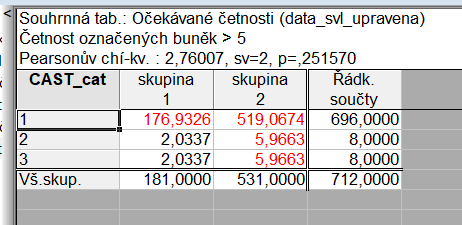 Souhrnná tab.: Očekávané četnosti (data_svl_upravena)
Četnost označených buněk > 5
Pearsonův chí-kv. : 2,76007, sv=2, p=,251570
CAST_cat skupina 1 skupina 2 Řádk. součty
1 176,9326 519,0674 696,0000
2 2,0337 5,9663 8,0000
3 2,0337 5,9663 8,0000
Vš.skup. 181,0000 531,0000 712,0000